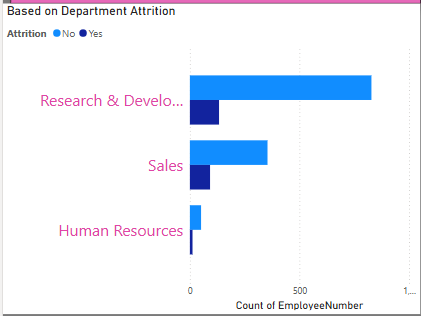 Based on Department Attrition
Attrition No Yes
Research & Develo...
Sales
Human Resources
0 500 1,...
Count of EmployeeNumber